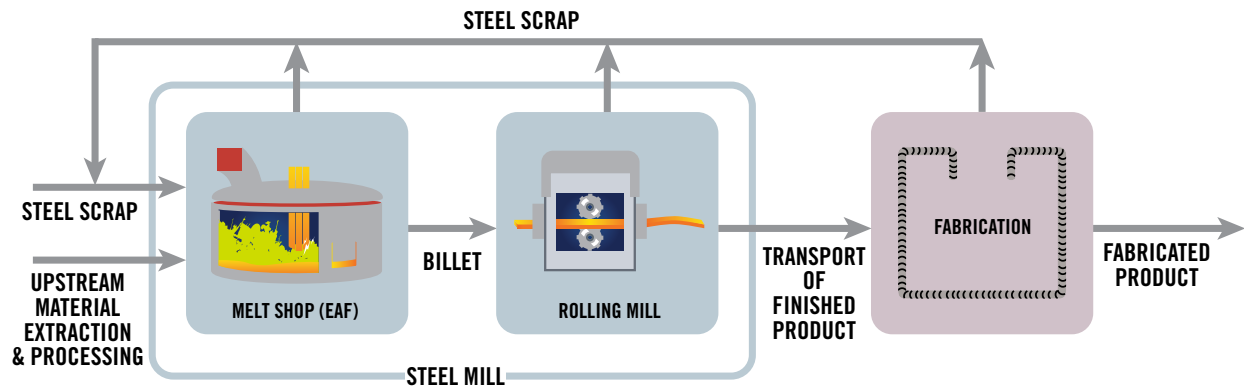 STEEL SCRAP
STEEL SCRAP
UPSTREAM
MATERIAL
EXTRACTION
& PROCESSING
MELT SHOP (EAF)
BILLET
ROLLING MILL
STEEL MILL
TRANSPORT
OF
FINISHED
PRODUCT
FABRICATION
FABRICATED
PRODUCT